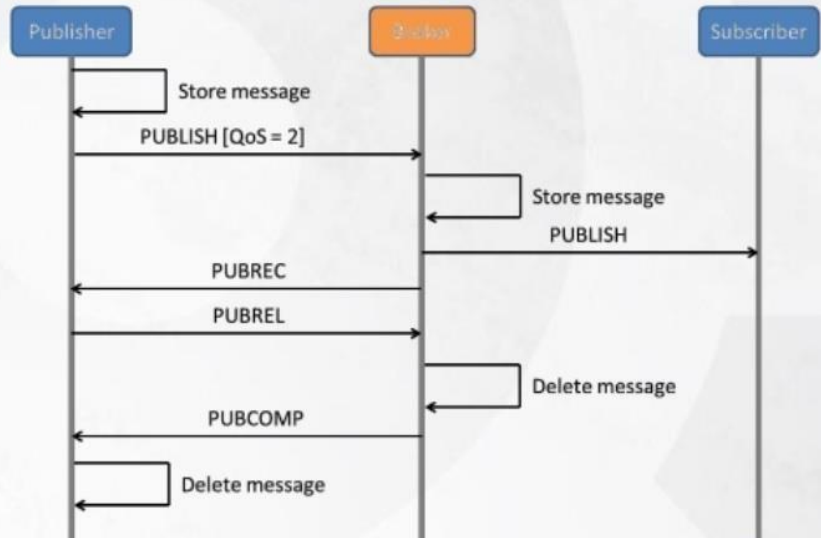 Publisher
Subscriber
Store message
PUBLISH [QoS = 2]
Store message
PUBLISH
PUBREC
PUBREL
Delete message
PUBCOMP
Delete message